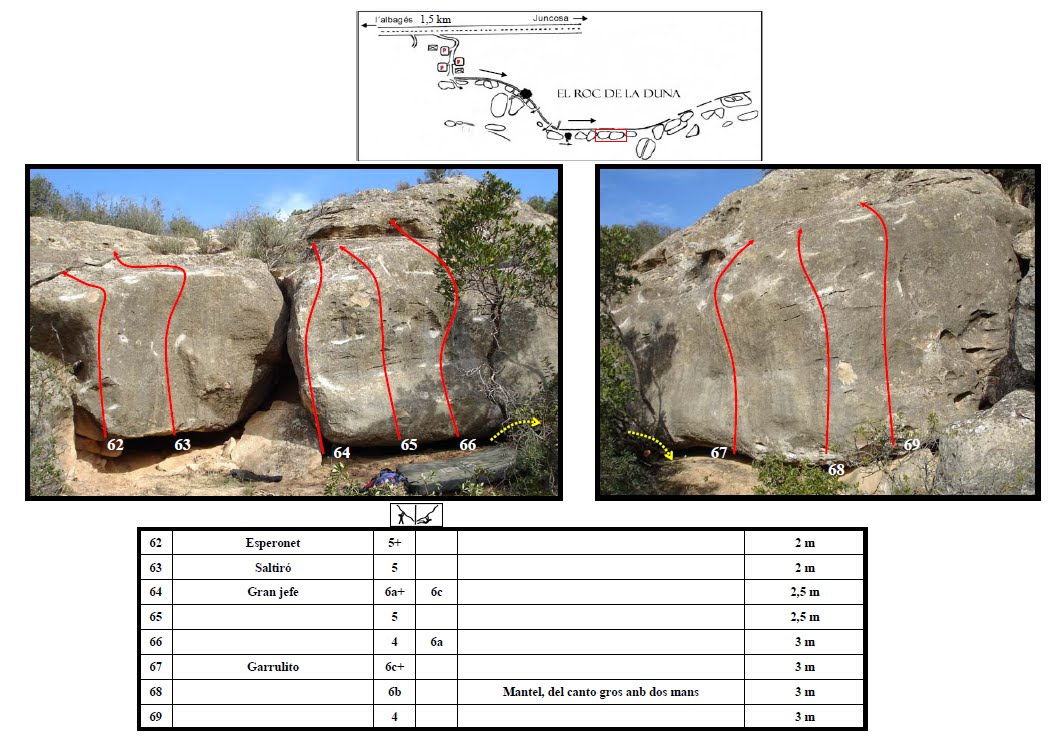 l'albagés 1,5 km Juncosa
P
P
P
EL ROC DE LA DUNA
62 63 64 65 66
67 68 69
62 Esperonet 5+ 2 m
63 Saltiró 5 2 m
64 Gran jefe 6a+ 6c 2,5 m
65 5 2,5 m
66 4 6a 3 m
67 Garrulito 6c+ 3 m
68 6b Mantel, del canto gros anb dos mans 3 m
69 4 3 m